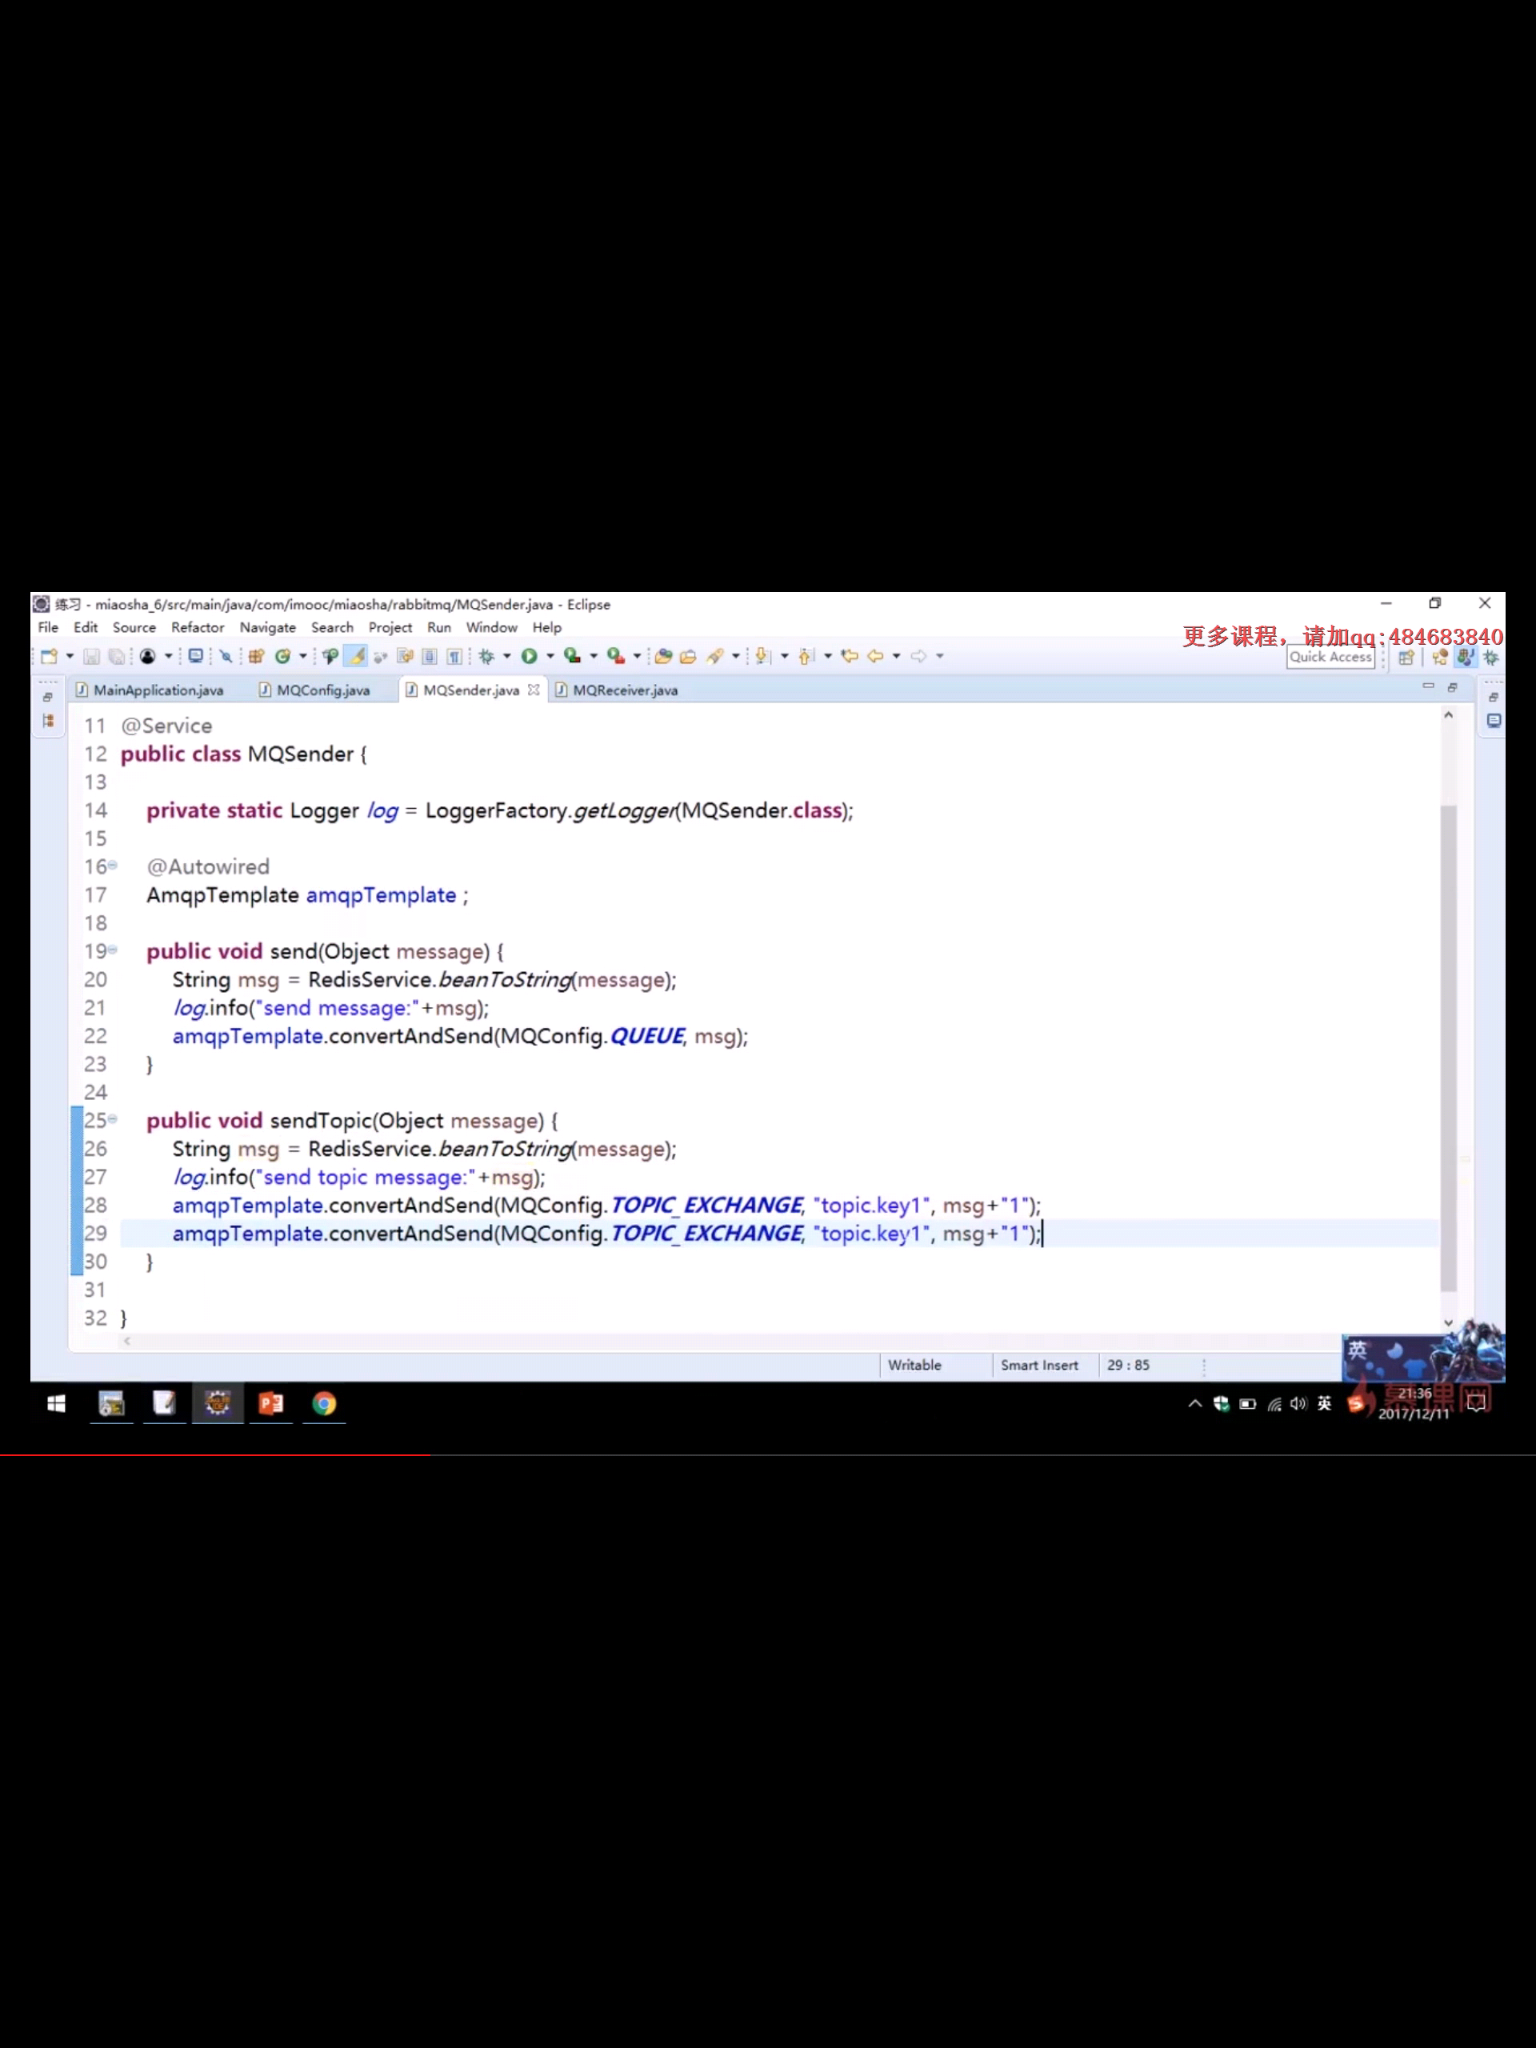 练习 - miaosha_6/src/main/java/com/imooc/miaosha/rabbitmq/MQSender.java - Eclipse
File Edit Source Refactor Navigate Search Project Run Window Help
更多课程，请加qq:484683840
Quick Access
MainApplication.java MQConfig.java MQSender.java MQReceiver.java
11 @Service
12 public class MQSender {
13
14 private static Logger log = LoggerFactory.getLogger(MQSender.class);
15
16 @Autowired
17 AmqpTemplate amqpTemplate ;
18
19 public void send(Object message) {
20 String msg = RedisService.beanToString(message);
21 log.info("send message:"+msg);
22 amqpTemplate.convertAndSend(MQConfig.QUEUE, msg);
23 }
24
25 public void sendTopic(Object message) {
26 String msg = RedisService.beanToString(message);
27 log.info("send topic message:"+msg);
28 amqpTemplate.convertAndSend(MQConfig.TOPIC_EXCHANGE, "topic.key1", msg+"1");
29 amqpTemplate.convertAndSend(MQConfig.TOPIC_EXCHANGE, "topic.key1", msg+"1");
30 }
31
32 }
Writable Smart Insert 29 : 85
英
英 21:36
慕课网
2017/12/11